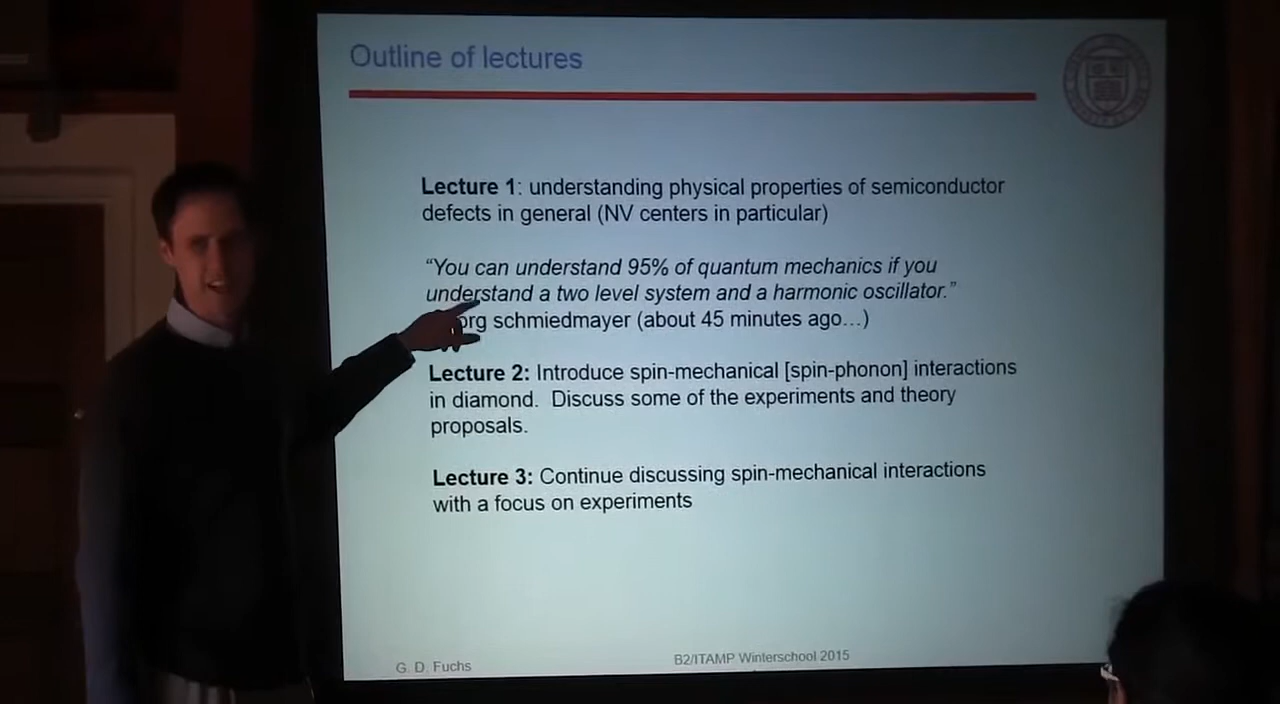 Outline of lectures
Lecture 1: understanding physical properties of semiconductor
defects in general (NV centers in particular)
“You can understand 95% of quantum mechanics if you
understand a two level system and a harmonic oscillator.”
schmiedmayer (about 45 minutes ago…)
Lecture 2: Introduce spin-mechanical [spin-phonon] interactions
in diamond. Discuss some of the experiments and theory
proposals.
Lecture 3: Continue discussing spin-mechanical interactions
with a focus on experiments
G. D. Fuchs
B2/ITAMP Winterschool 2015